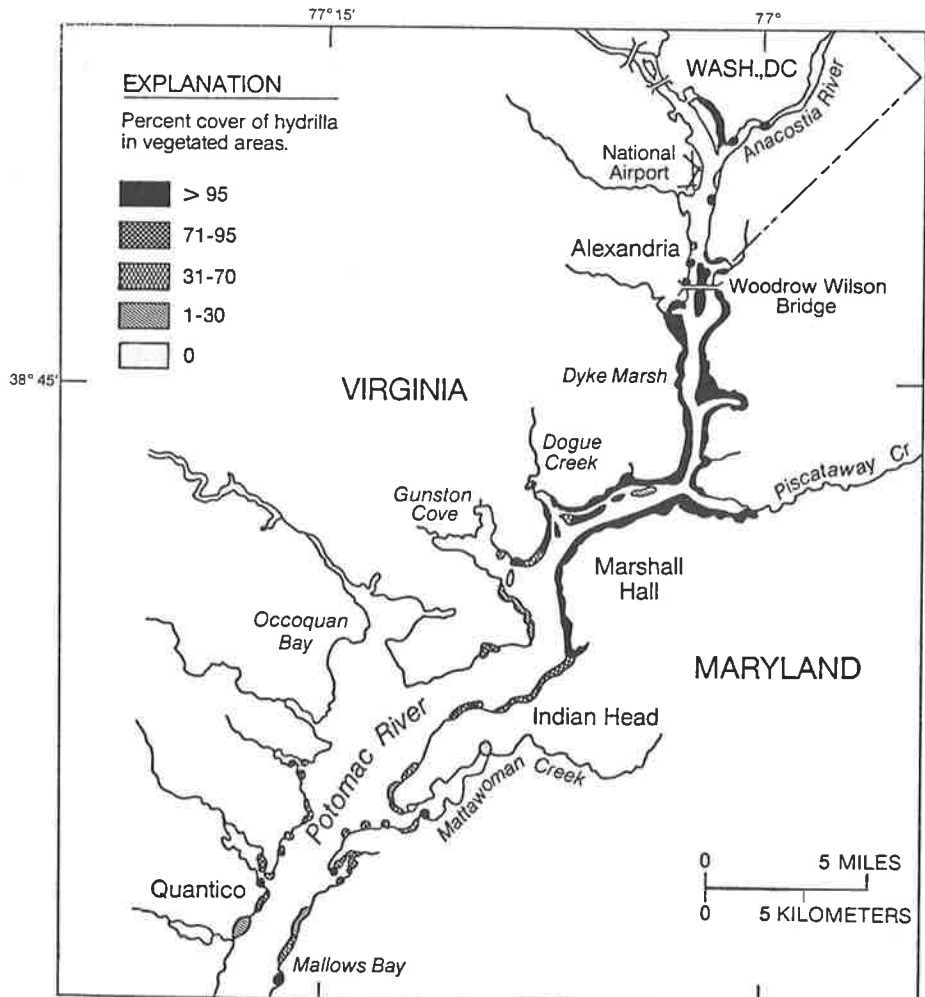 77° 15'
77°
EXPLANATION
Percent cover of hydrilla
in vegetated areas.
> 95
71-95
31-70
1-30
0
WASH.,DC
Anacostia River
National
Airport
Alexandria
Woodrow Wilson
Bridge
38° 45'
VIRGINIA
Dyke Marsh
Dogue
Creek
Piscataway Cr
Gunston
Cove
Marshall
Hall
Occoquan
Bay
MARYLAND
Potomac River
Indian Head
Mattawoman Creek
0 5 MILES
0 5 KILOMETERS
Quantico
Mallows Bay